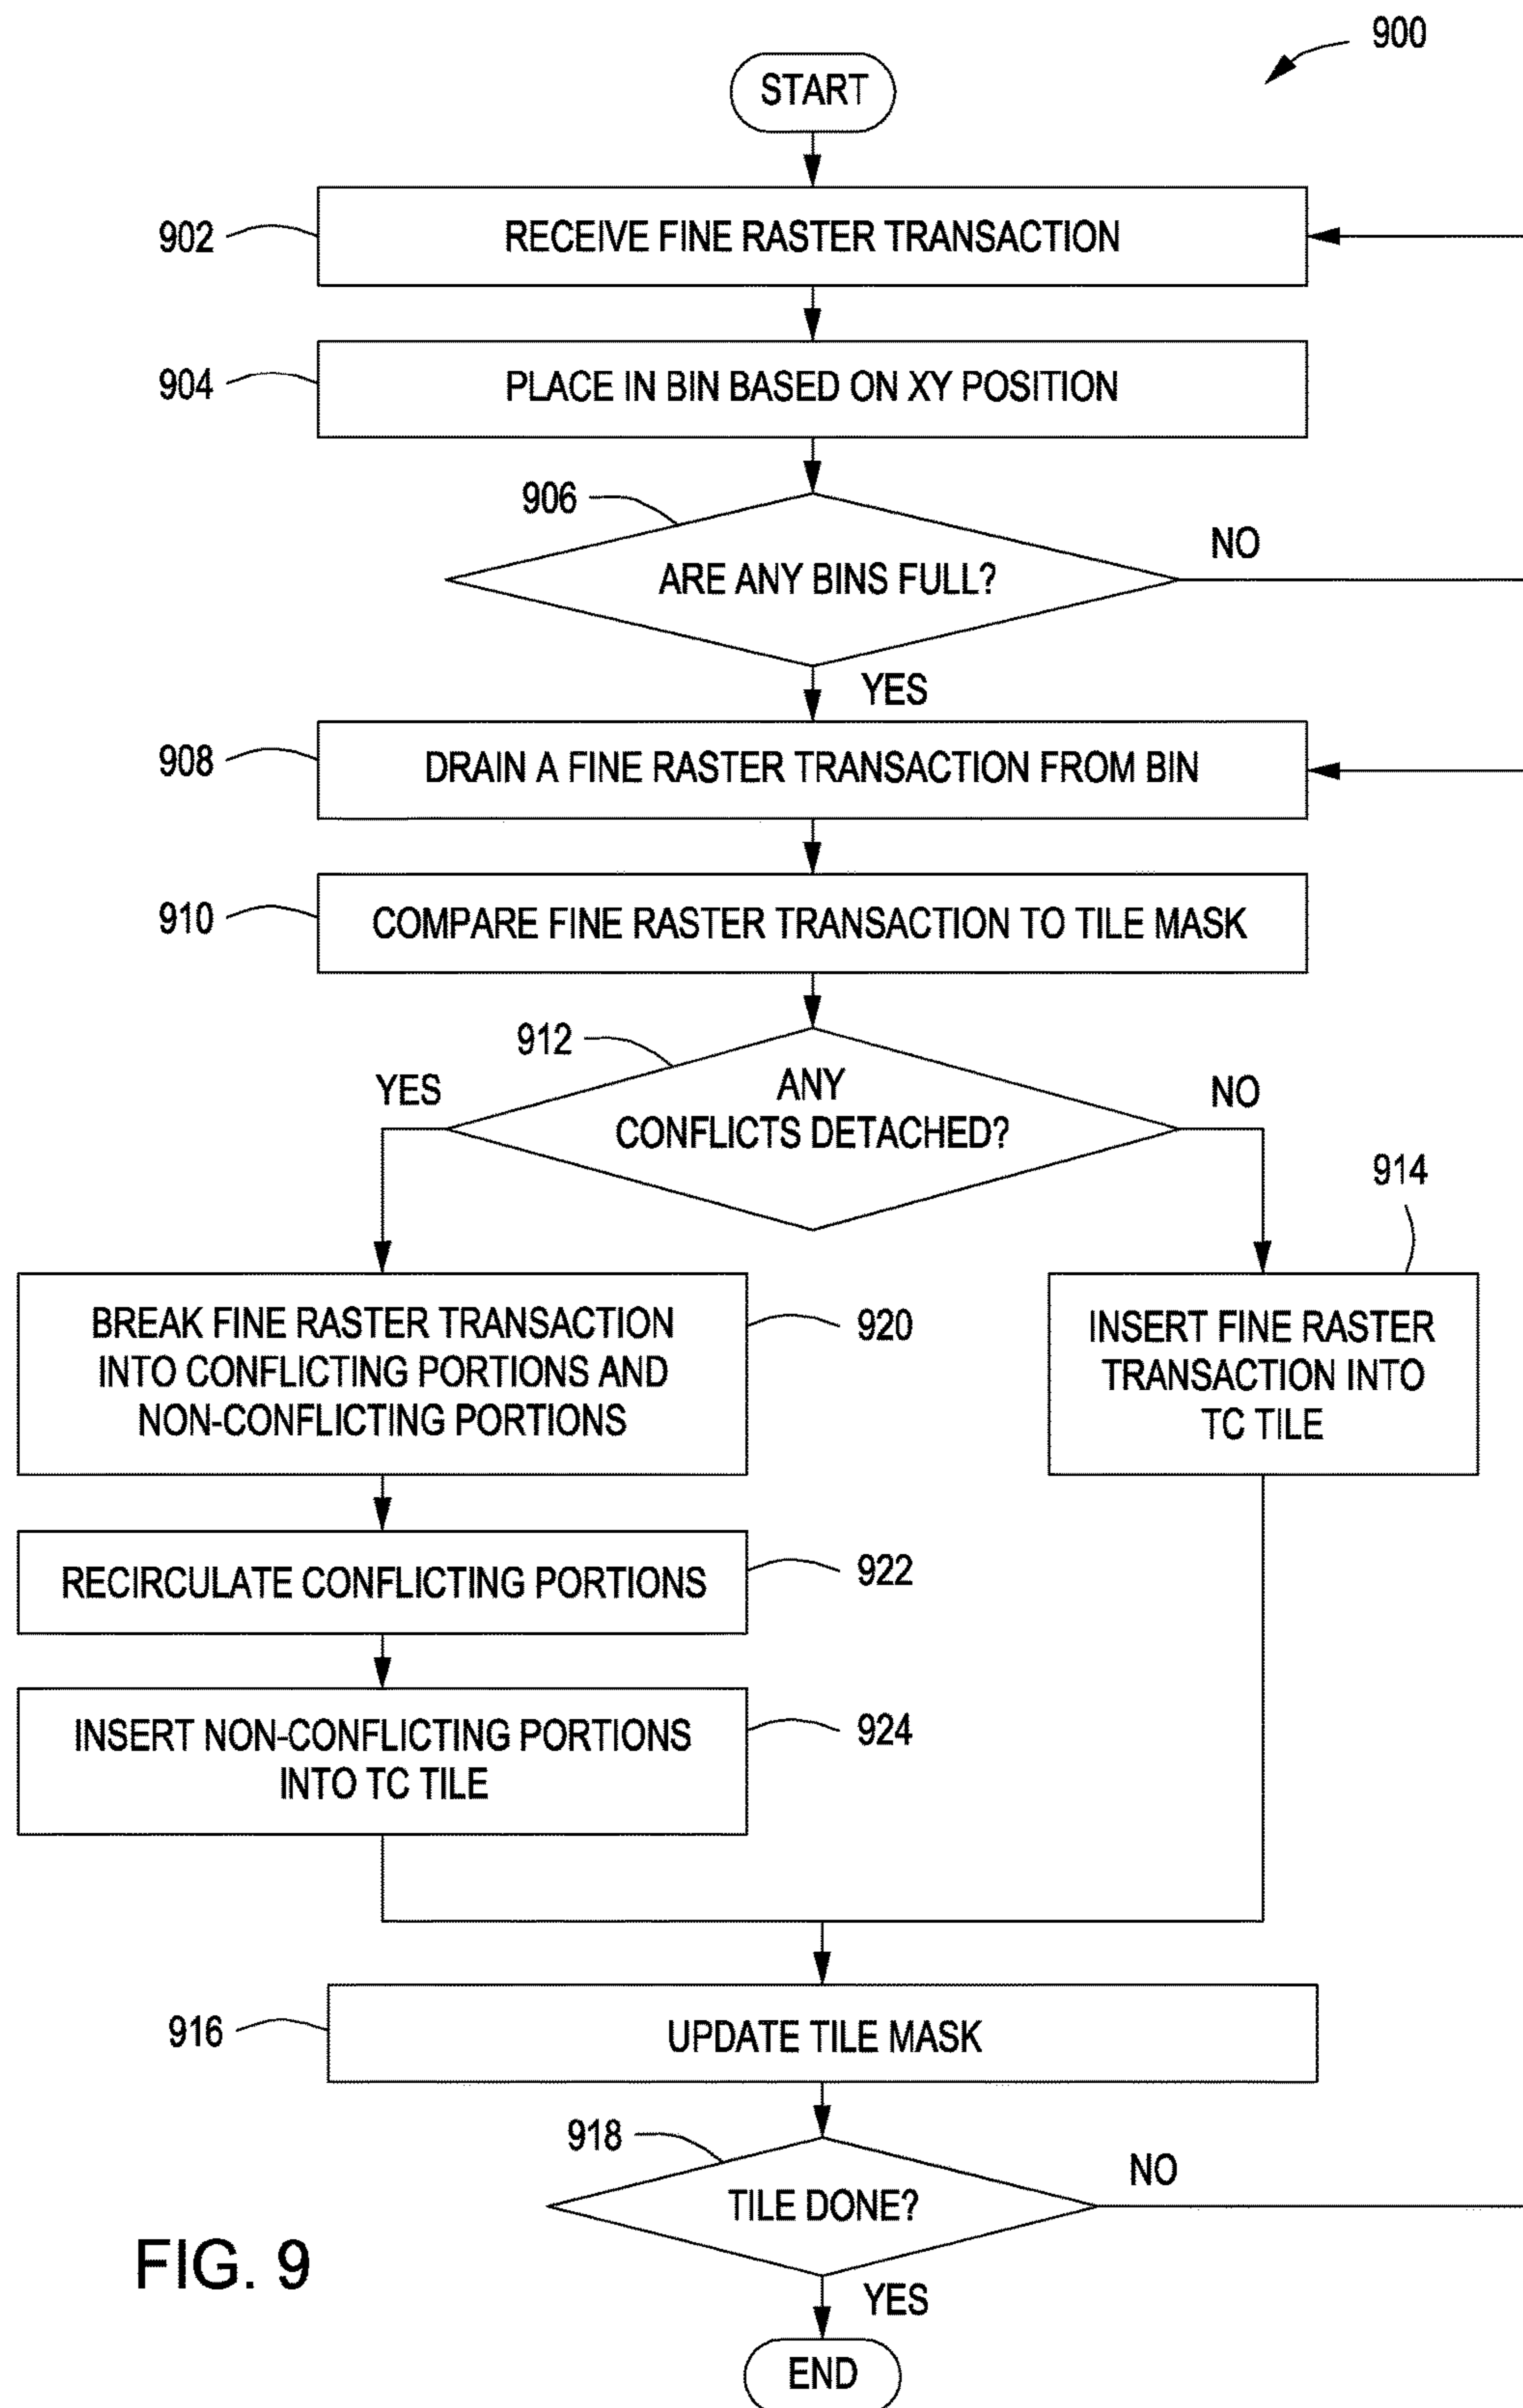 900
START
902
RECEIVE FINE RASTER TRANSACTION
904
PLACE IN BIN BASED ON XY POSITION
906
ARE ANY BINS FULL?
NO
YES
908
DRAIN A FINE RASTER TRANSACTION FROM BIN
910
COMPARE FINE RASTER TRANSACTION TO TILE MASK
912
ANY
CONFLICTS DETACHED?
YES
NO
914
BREAK FINE RASTER TRANSACTION
INTO CONFLICTING PORTIONS AND
NON-CONFLICTING PORTIONS
920
INSERT FINE RASTER
TRANSACTION INTO
TC TILE
RECIRCULATE CONFLICTING PORTIONS
922
INSERT NON-CONFLICTING PORTIONS
INTO TC TILE
924
916
UPDATE TILE MASK
918
TILE DONE?
NO
YES
FIG. 9
END